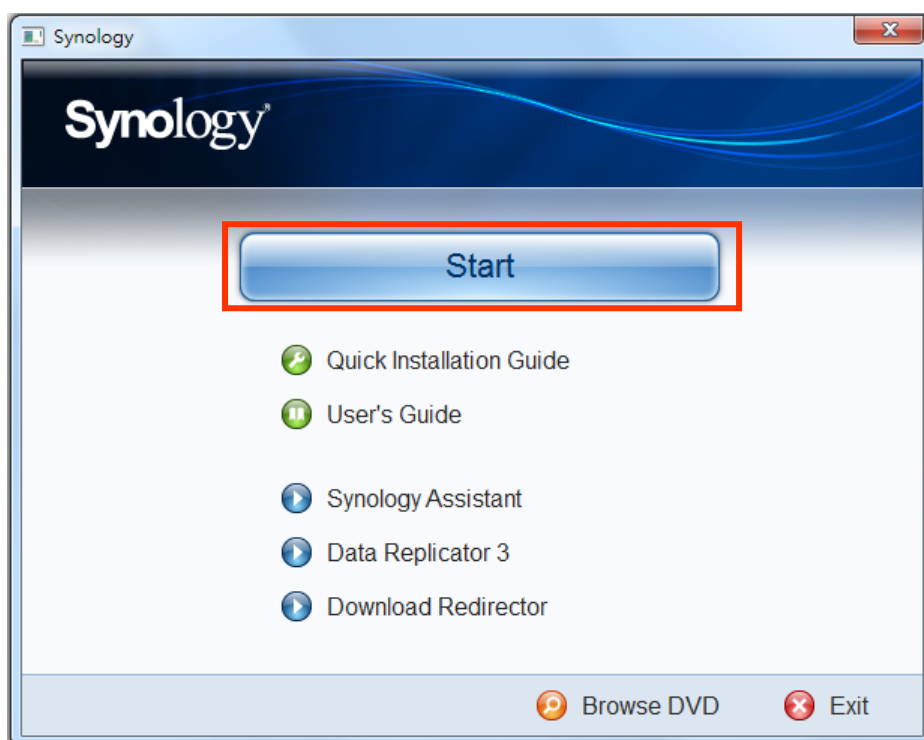 Synology
Synology
Start
Quick Installation Guide
User's Guide
Synology Assistant
Data Replicator 3
Download Redirector
Browse DVD
Exit